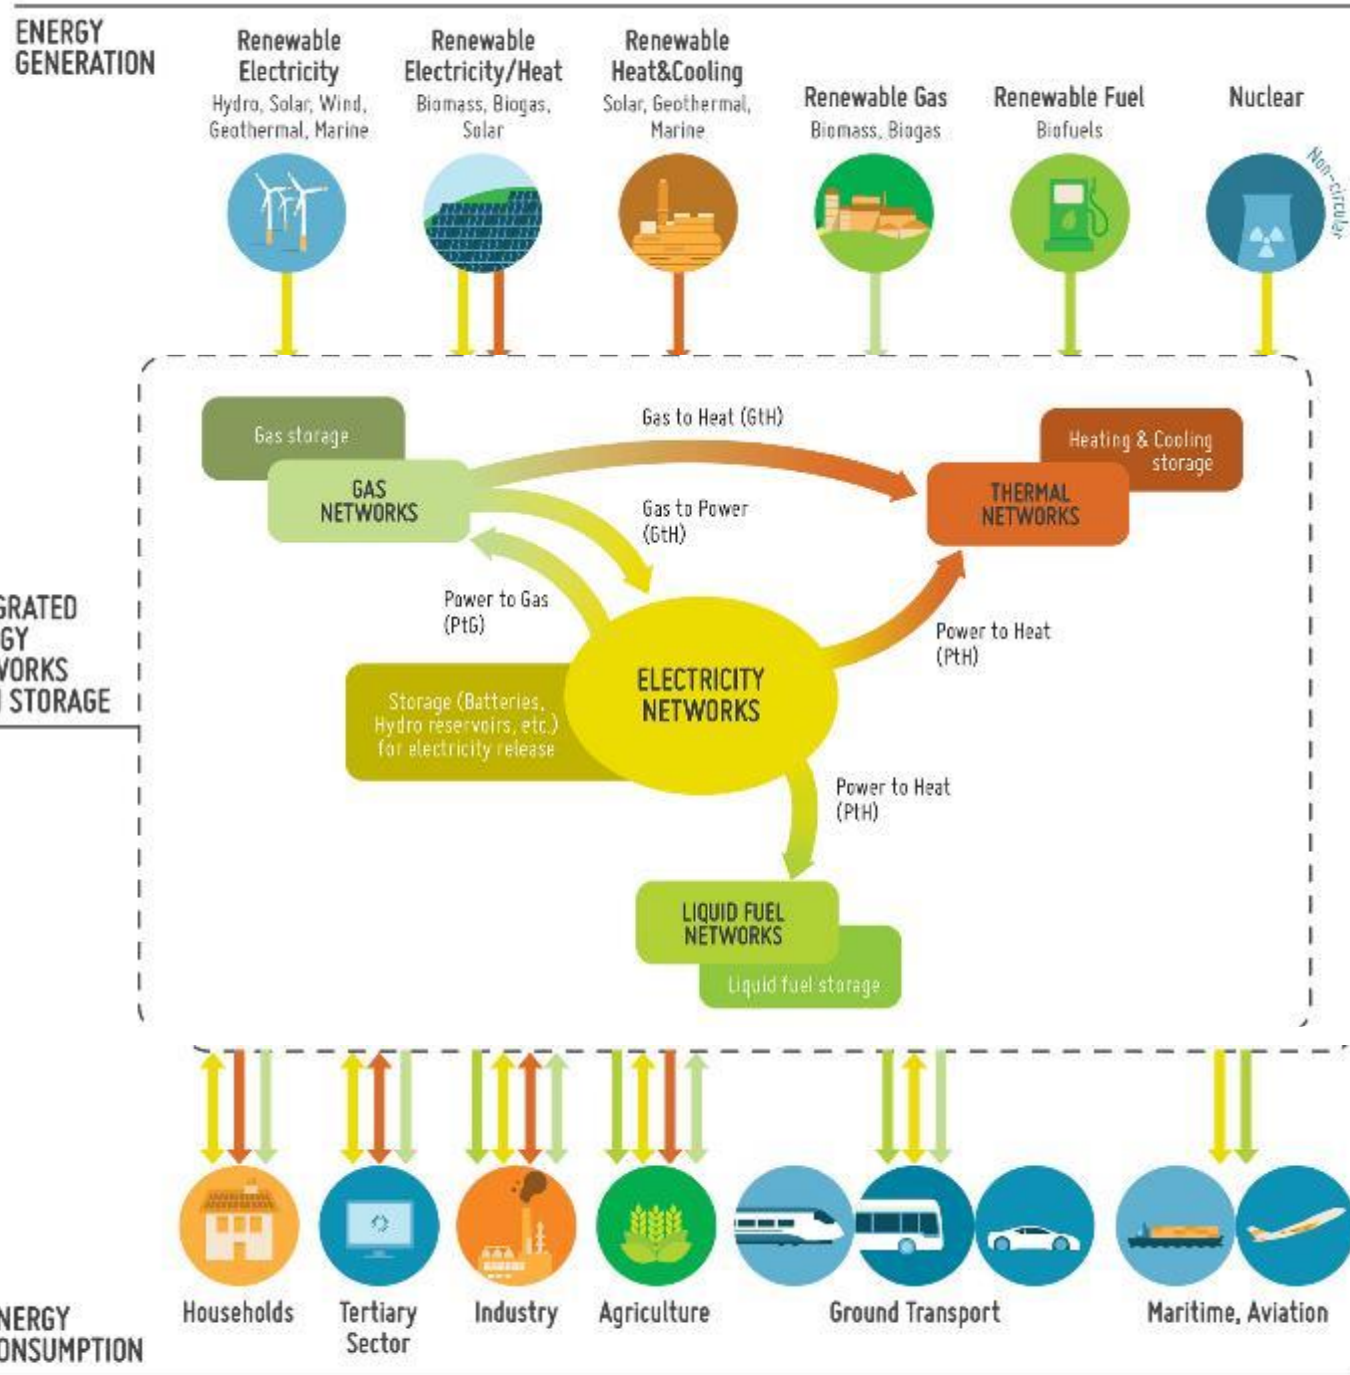 ENERGY
GENERATION
Renewable
Electricity
Hydro, Solar, Wind,
Geothermal, Marine
Renewable
Electricity/Heat
Biomass, Biogas,
Solar
Renewable
Heat&Cooling
Solar, Geothermal,
Marine
Renewable Gas
Biomass, Biogas
Renewable Fuel
Biofuels
Nuclear
Non-circular
Gas storage
GAS
NETWORKS
Gas to Heat (GtH)
Heating & Cooling
storage
THERMAL
NETWORKS
Gas to Power
(GtH)
Power to Gas
(PtG)
Power to Heat
(PtH)
GRATED
GY
WORKS
STORAGE
ELECTRICITY
NETWORKS
Storage (Batteries,
Hydro reservoirs, etc.)
for electricity release
Power to Heat
(PtH)
LIQUID FUEL
NETWORKS
Liquid fuel storage
NERGY
ONSUMPTION
Households
Tertiary
Sector
Industry
Agriculture
Ground Transport
Maritime, Aviation